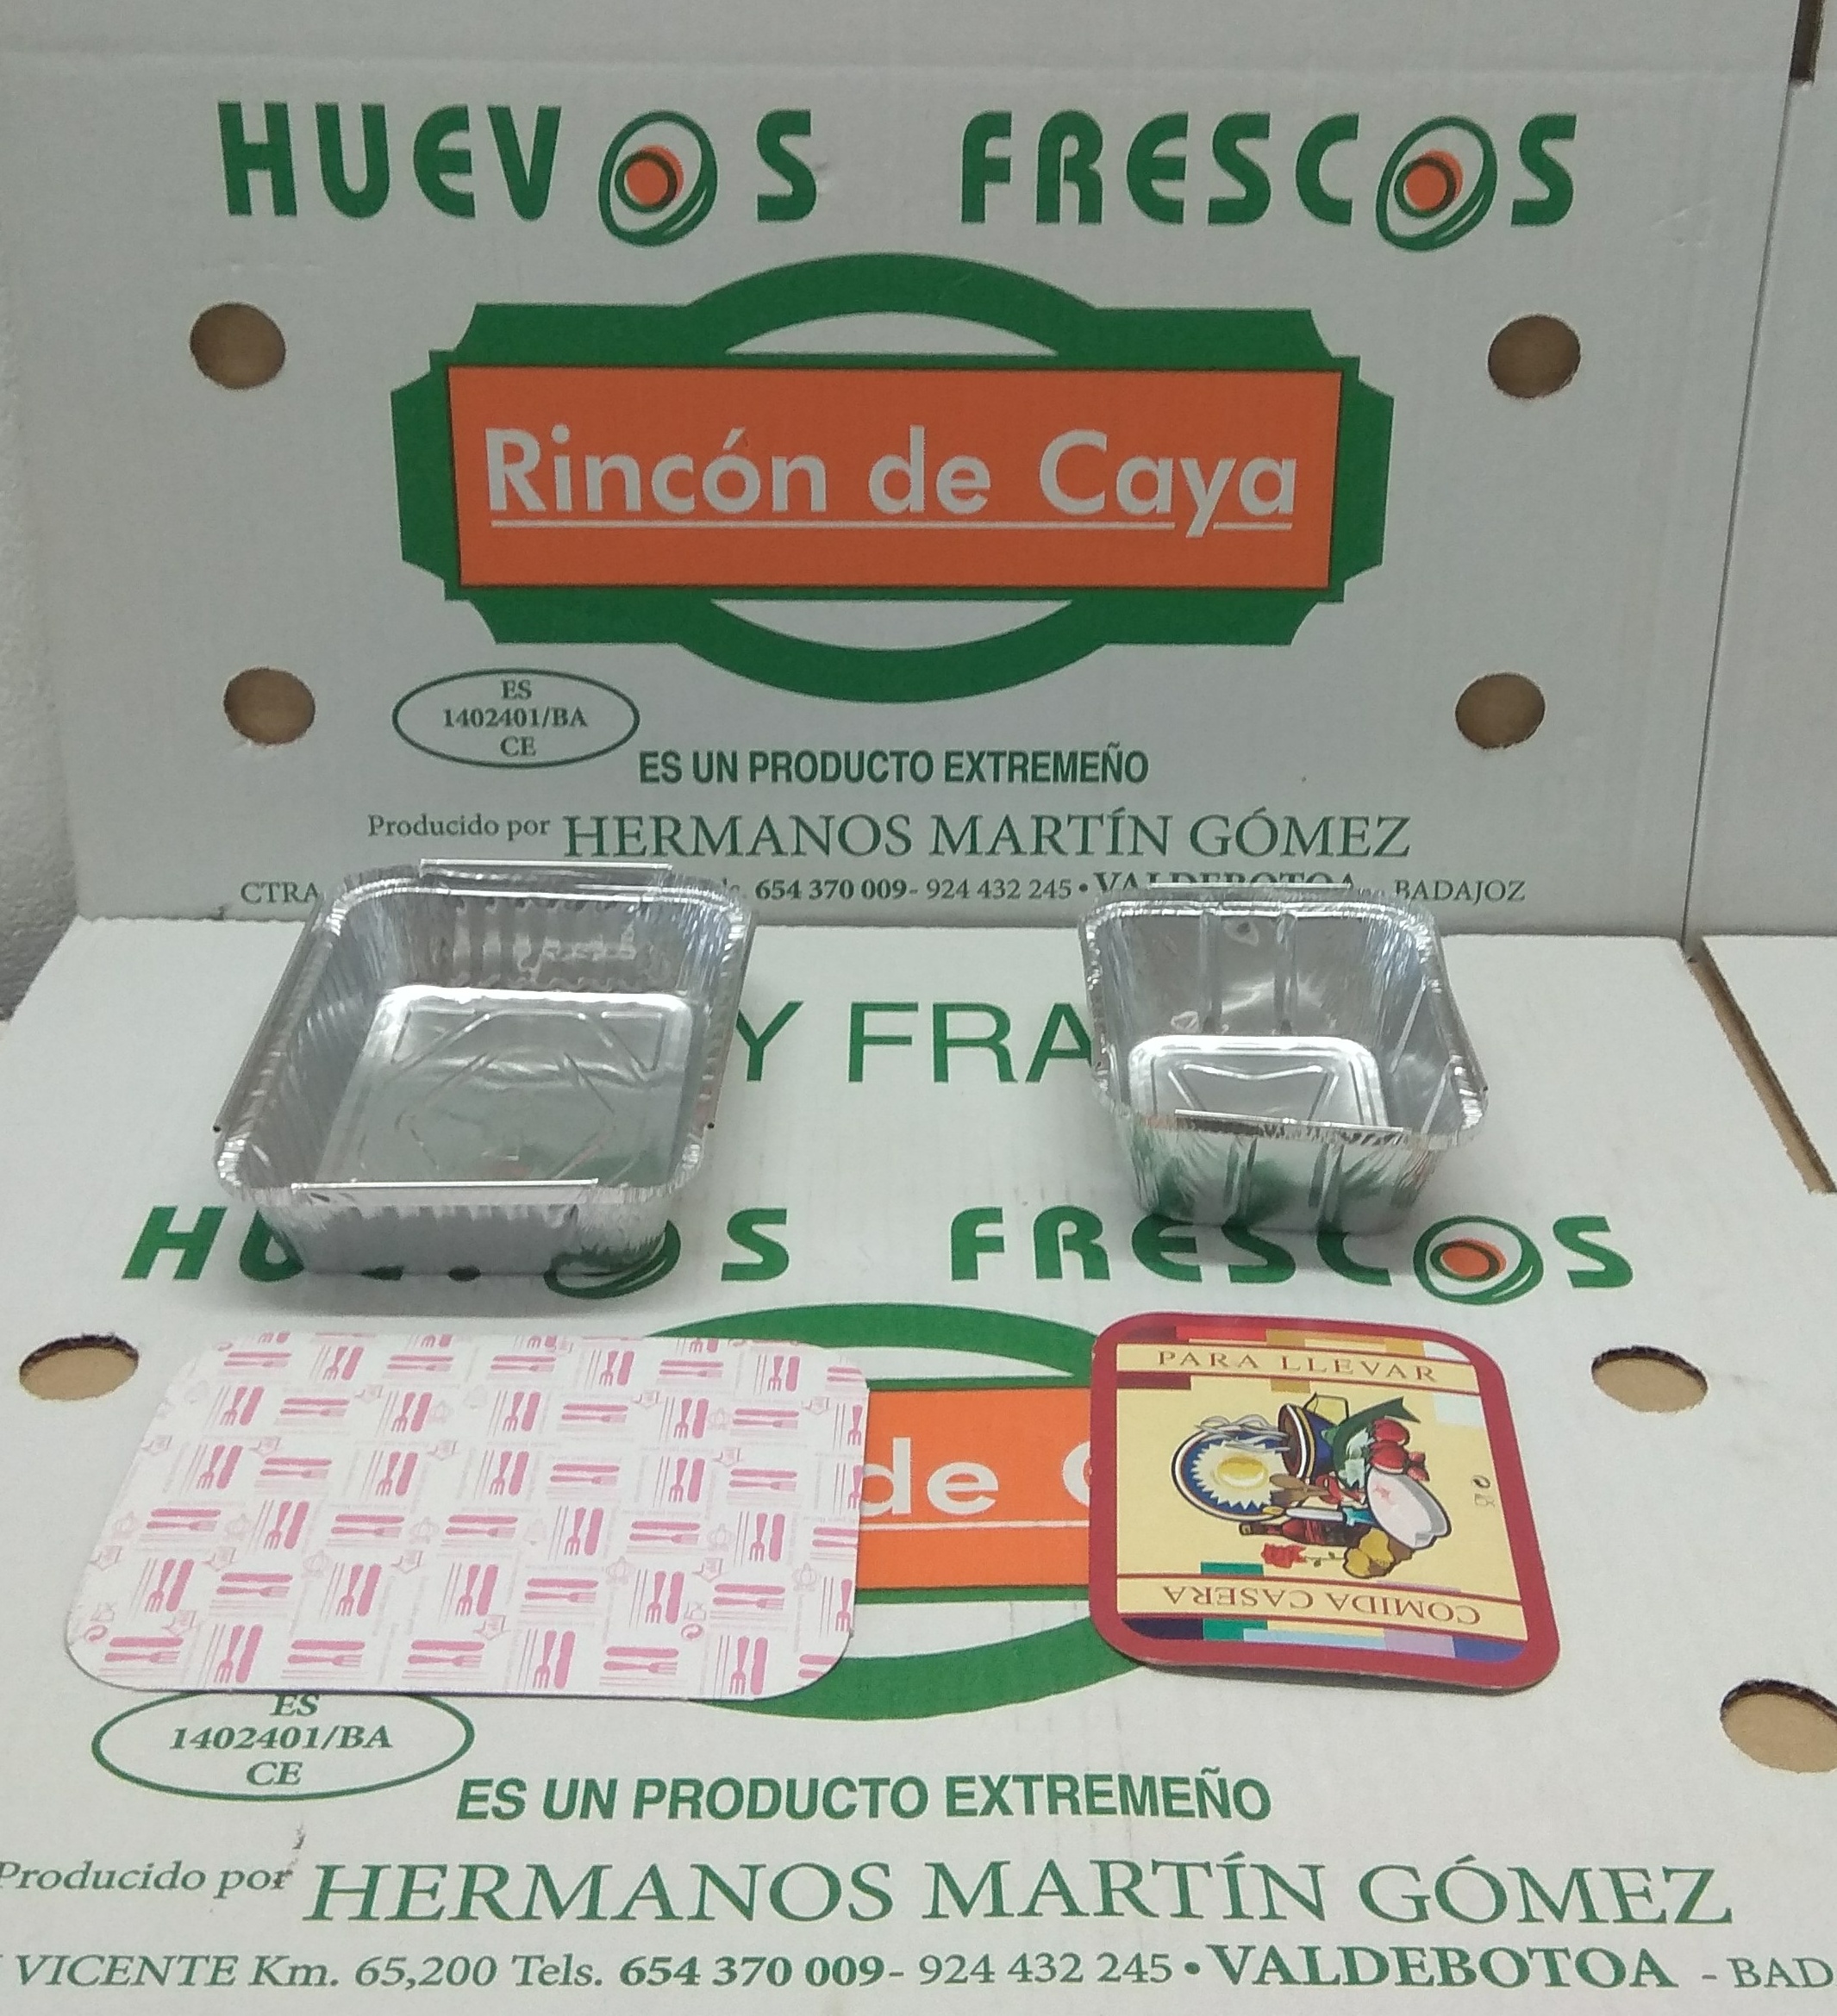 HUEVOS FRESCOS
Rincón de Caya
ES
1402401/BA
CE
ES UN PRODUCTO EXTREMEÑO
Producido por HERMANOS MARTÍN GÓMEZ
CTRA. 654 370 009- 924 432 245 • VALDEBOTOA - BADAJOZ
Y FRA
HUEVOS FRESCOS
de C
PARA LLEVAR
COMIDA CASERA
ES
1402401/BA
CE
ES UN PRODUCTO EXTREMEÑO
Producido por HERMANOS MARTÍN GÓMEZ
VICENTE Km. 65,200 Tels. 654 370 009- 924 432 245 • VALDEBOTOA - BAD